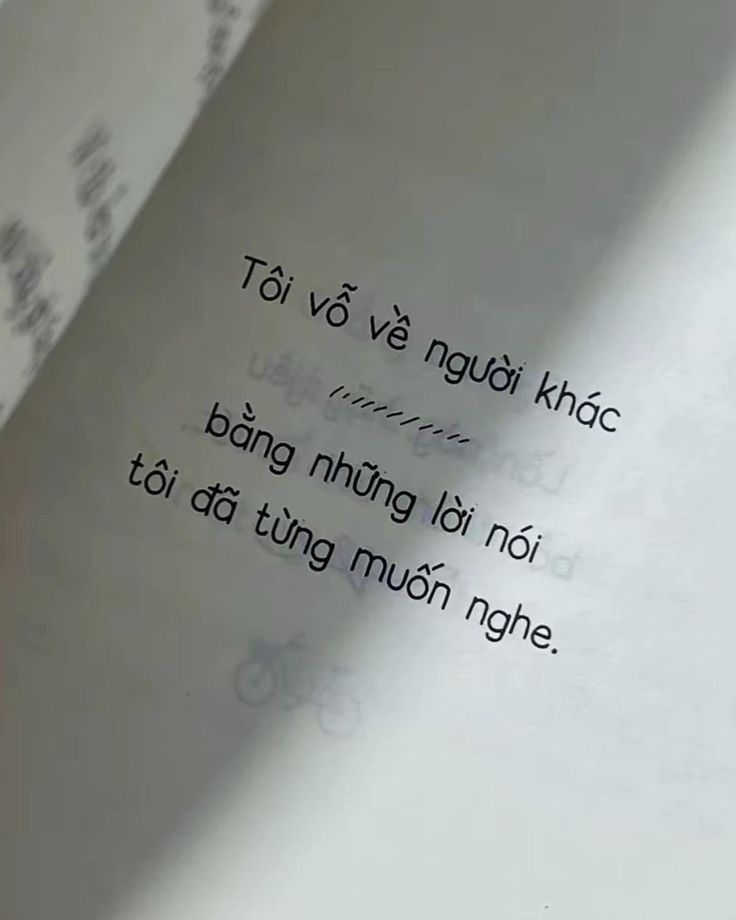 Tôi vỗ về người khác
bằng những lời nói
tôi đã từng muốn nghe.